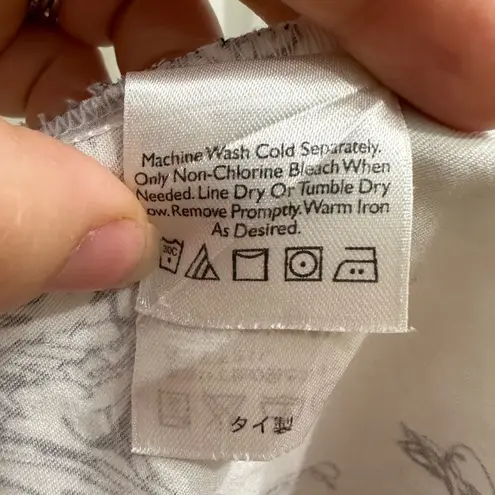 Machine Wash Cold Separately.
Only Non-Chlorine Bleach When
Needed. Line Dry Or Tumble Dry
Low. Remove Promptly. Warm Iron
As Desired.
30C
タイ